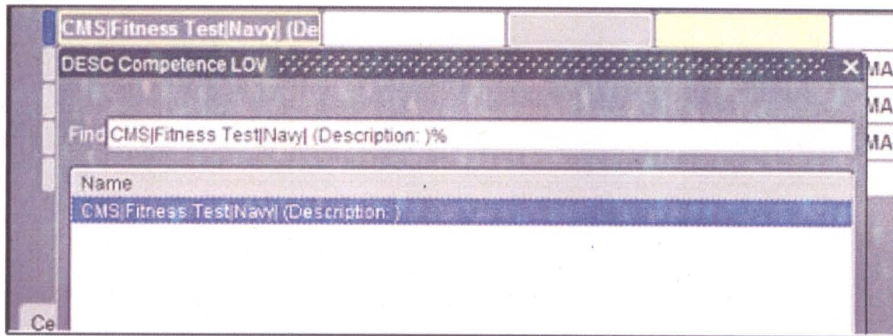 CMS|Fitness Test|Navy| (De
DESC Competence LOV
MA
Find CMS|Fitness Test|Navy| (Description: )%
MA
MA
Name
CMS|Fitness Test|Navy| (Description: )
Ce